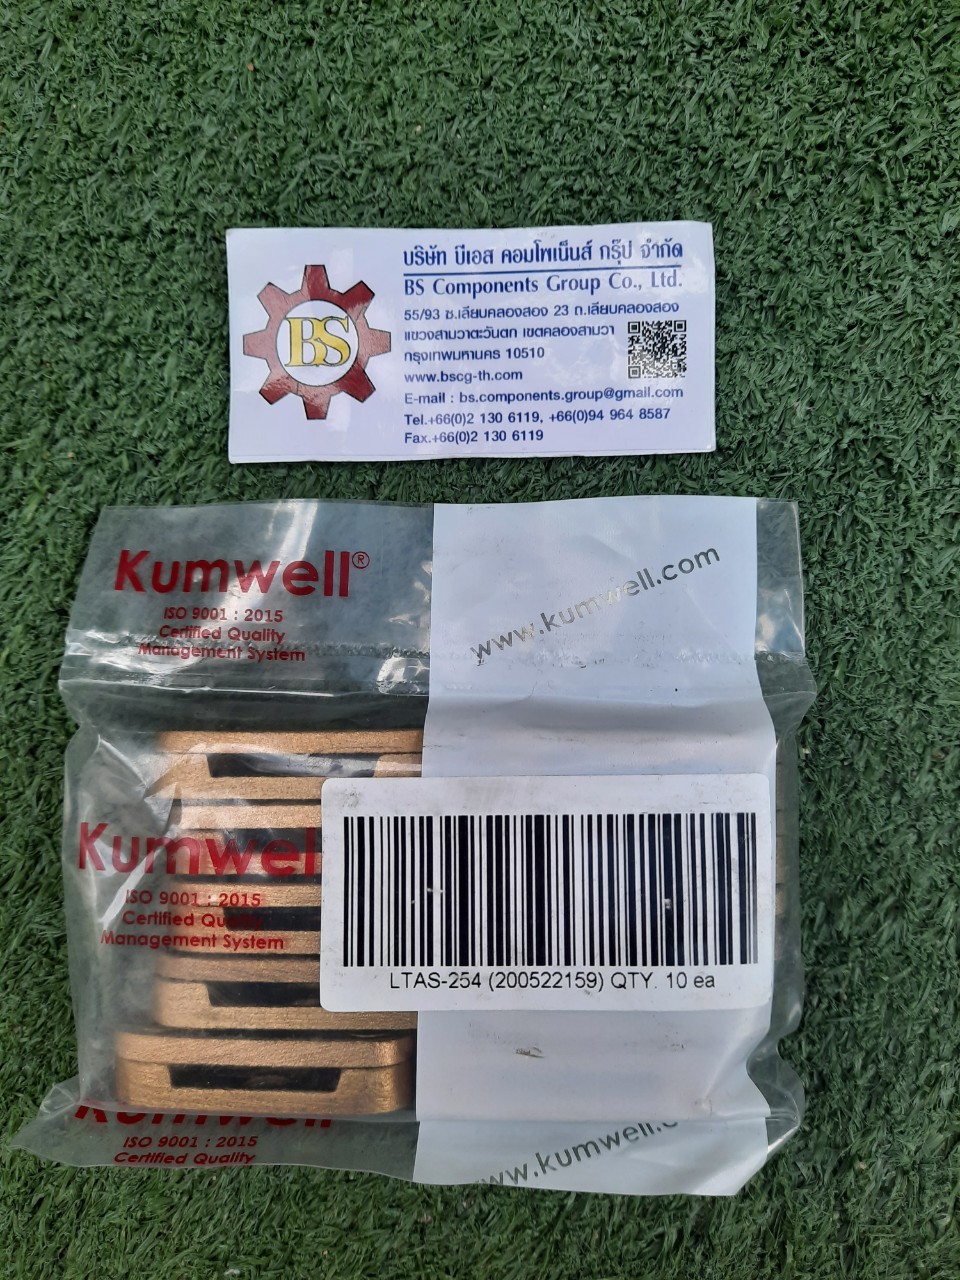 BS
บริษัท บีเอส คอมโพเน็นส์ กรุ๊ป จำกัด
BS Components Group Co., Ltd.
55/93 ซ.เลียบคลองสอง 23 ถ.เลียบคลองสอง
แขวงสามวาตะวันตก เขตคลองสามวา
กรุงเทพมหานคร 10510
www.bscg-th.com
E-mail : bs.components.group@gmail.com
Tel.+66(0)2 130 6119, +66(0)94 964 8587
Fax.+66(0)2 130 6119
Kumwell®
ISO 9001 : 2015
Certified Quality
Management System
www.kumwell.com
Kumwell
ISO 9001 : 2015
Certified Quality
Management System
LTAS-254 (200522159) QTY. 10 ea
Kumwell
ISO 9001 : 2015
Certified Quality
www.kumwell.c